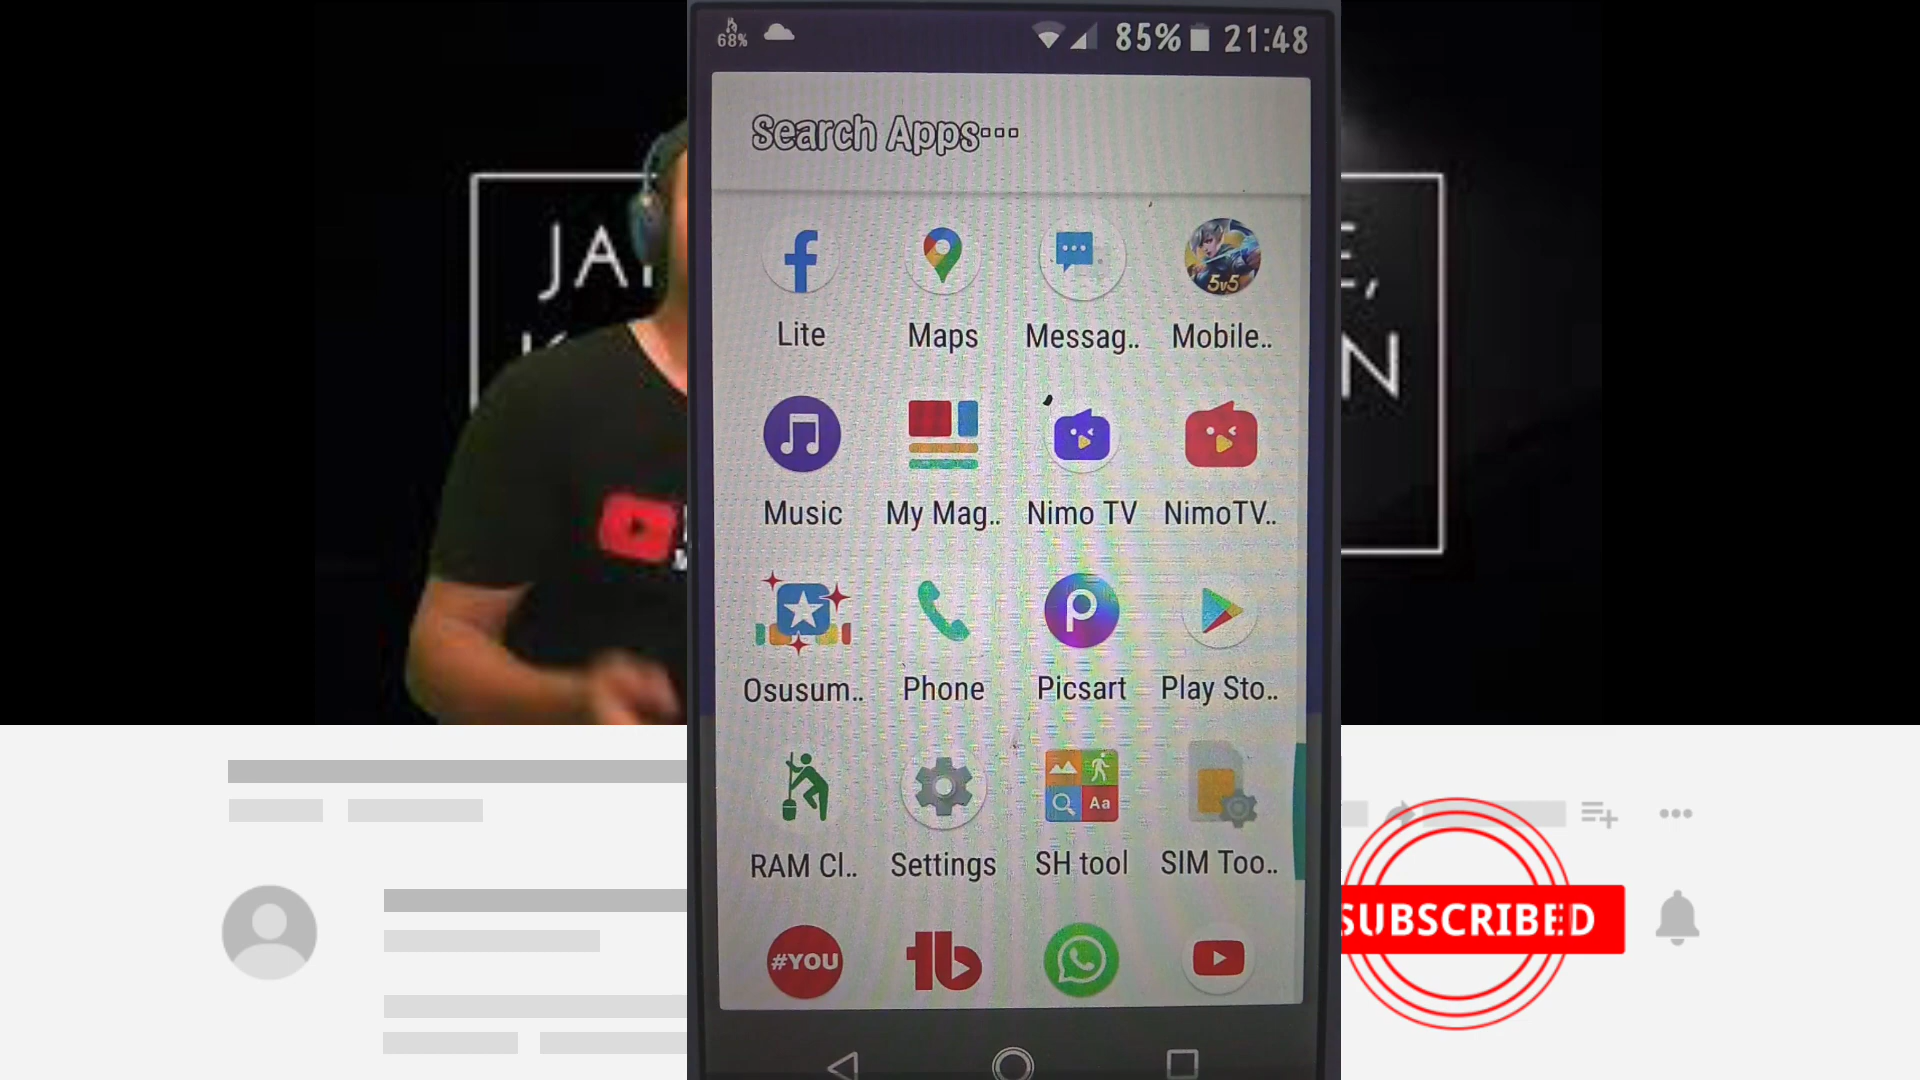 68%
85% 21:48
Search Apps...
5v5
Lite Maps Messag.. Mobile..
Music My Mag.. Nimo TV NimoTV..
Osusum.. Phone Picsart Play Sto..
Aa
RAM Cl.. Settings SH tool SIM Too..
#YOU
SUBSCRIBED